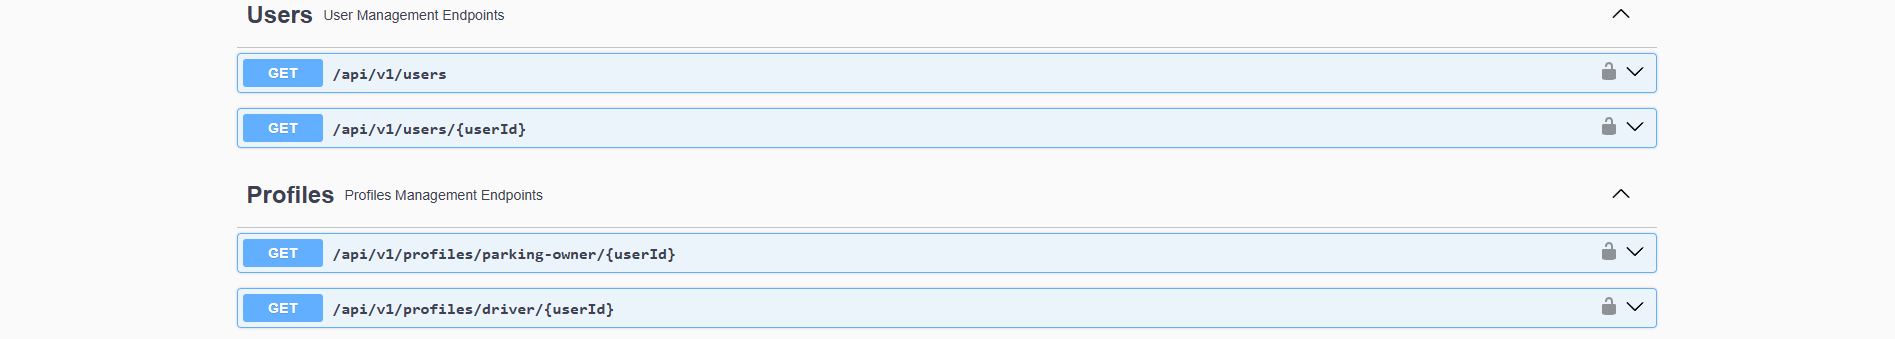 Users User Management Endpoints
GET /api/v1/users
GET /api/v1/users/{userId}
Profiles Profiles Management Endpoints
GET /api/v1/profiles/parking-owner/{userId}
GET /api/v1/profiles/driver/{userId}